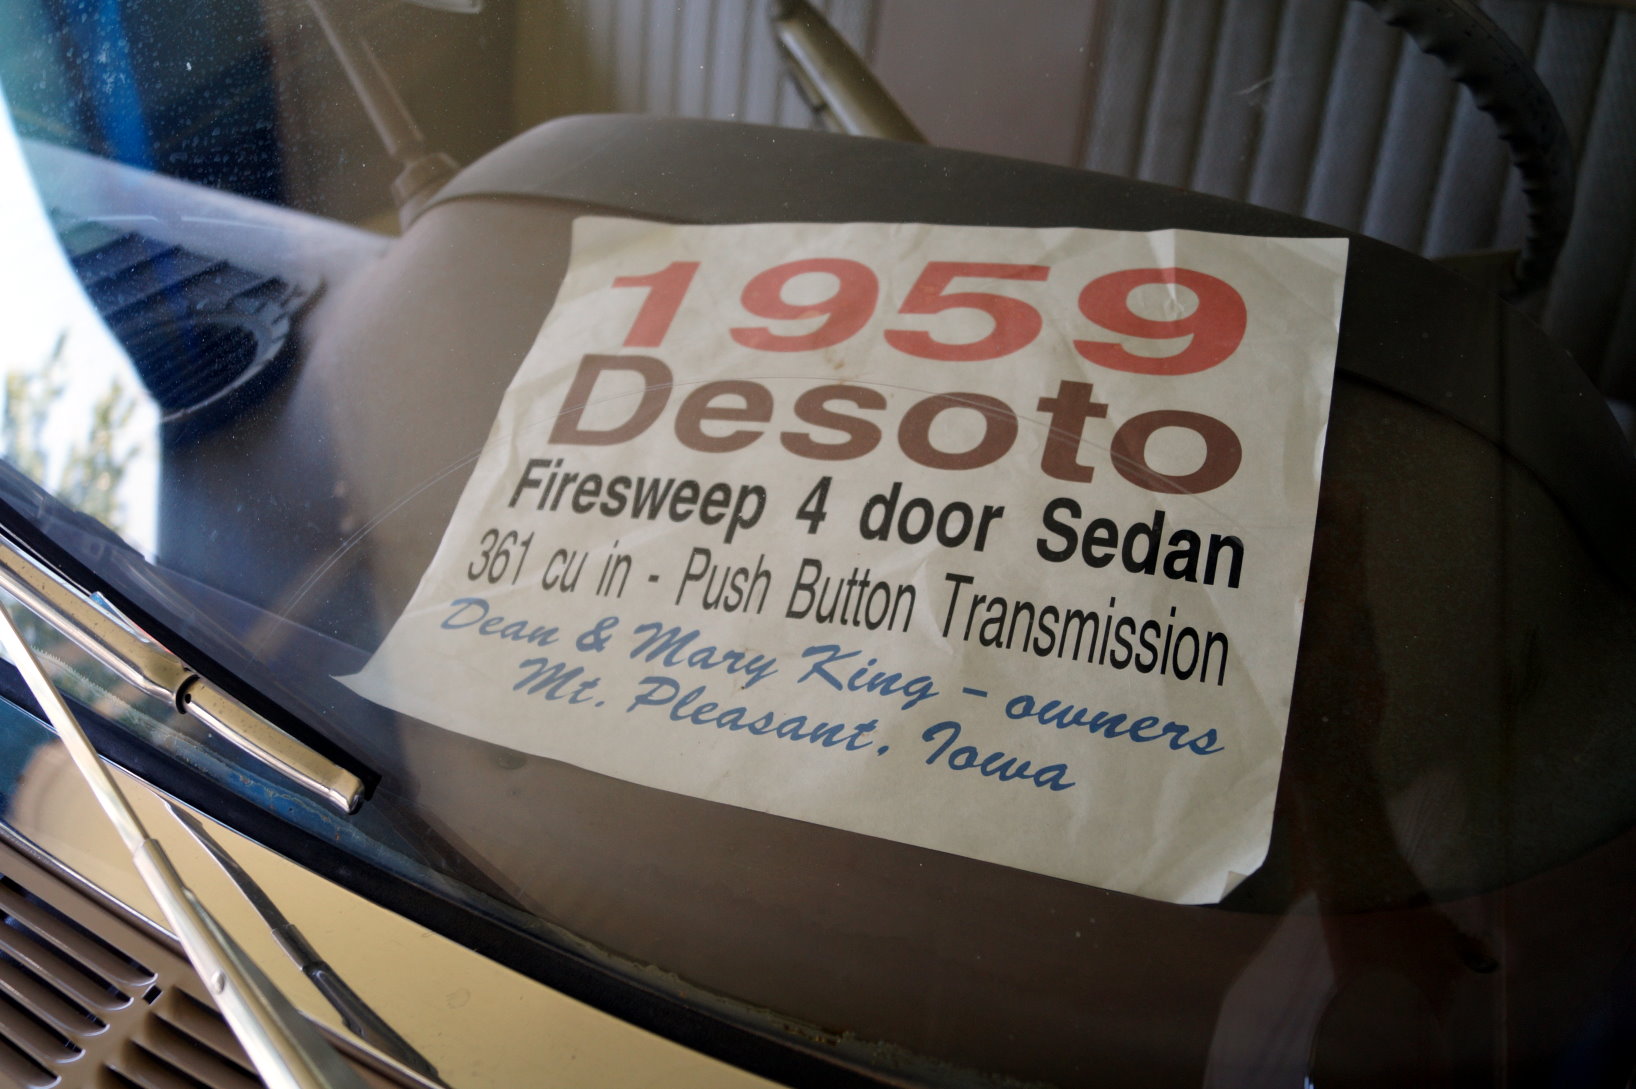 1959
Desoto
Firesweep 4 door Sedan
361 cu in - Push Button Transmission
Dean & Mary King - owners
Mt. Pleasant, Iowa